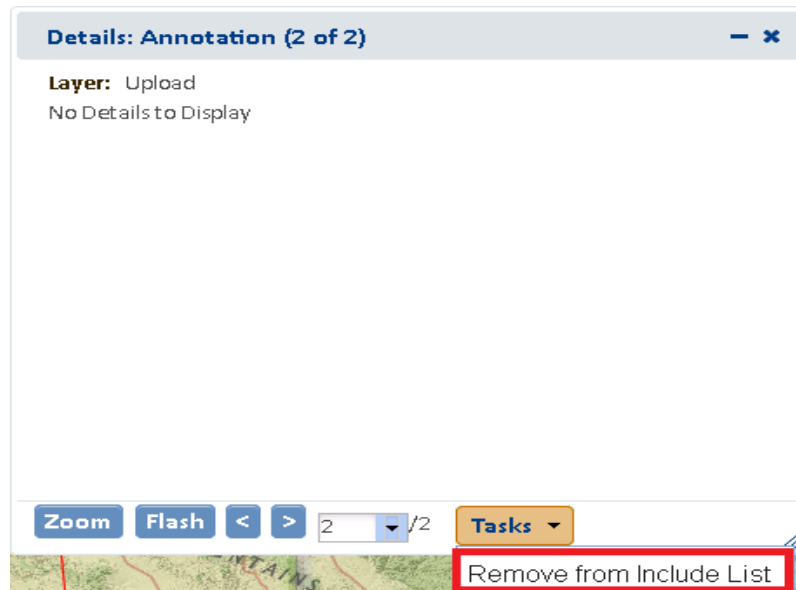 Details: Annotation (2 of 2)
Layer: Upload
No Details to Display
Zoom Flash < > 2 /2 Tasks
Remove from Include List